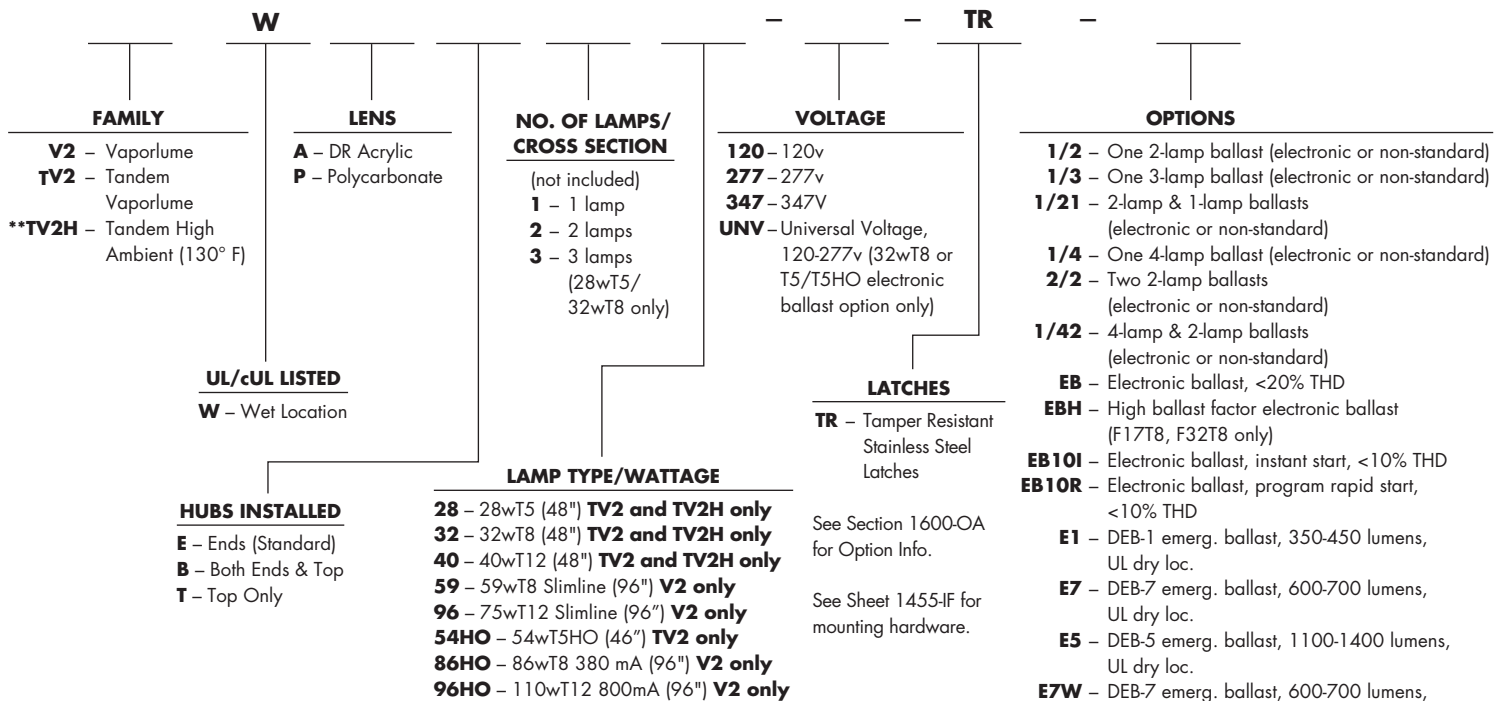 W – – TR –
FAMILY
V2 – Vaporlume
TV2 – Tandem
Vaporlume
**TV2H – Tandem High
Ambient (130° F)
UL/cUL LISTED
W – Wet Location
LENS
A – DR Acrylic
P – Polycarbonate
HUBS INSTALLED
E – Ends (Standard)
B – Both Ends & Top
T – Top Only
NO. OF LAMPS/
CROSS SECTION
(not included)
1 – 1 lamp
2 – 2 lamps
3 – 3 lamps
(28wT5/
32wT8 only)
LAMP TYPE/WATTAGE
28 – 28wT5 (48") TV2 and TV2H only
32 – 32wT8 (48") TV2 and TV2H only
40 – 40wT12 (48") TV2 and TV2H only
59 – 59wT8 Slimline (96") V2 only
96 – 75wT12 Slimline (96”) V2 only
54HO – 54wT5HO (46”) TV2 only
86HO – 86wT8 380 mA (96") V2 only
96HO – 110wT12 800mA (96") V2 only
VOLTAGE
120 – 120v
277 – 277v
347 – 347V
UNV – Universal Voltage,
120-277v (32wT8 or
T5/T5HO electronic
ballast option only)
LATCHES
TR – Tamper Resistant
Stainless Steel
Latches
See Section 1600-OA
for Option Info.
See Sheet 1455-IF for
mounting hardware.
OPTIONS
1/2 – One 2-lamp ballast (electronic or non-standard)
1/3 – One 3-lamp ballast (electronic or non-standard)
1/21 – 2-lamp & 1-lamp ballasts
(electronic or non-standard)
1/4 – One 4-lamp ballast (electronic or non-standard)
2/2 – Two 2-lamp ballasts
(electronic or non-standard)
1/42 – 4-lamp & 2-lamp ballasts
(electronic or non-standard)
EB – Electronic ballast, <20% THD
EBH – High ballast factor electronic ballast
(F17T8, F32T8 only)
EB10I – Electronic ballast, instant start, <10% THD
EB10R – Electronic ballast, program rapid start,
<10% THD
E1 – DEB-1 emerg. ballast, 350-450 lumens,
UL dry loc.
E7 – DEB-7 emerg. ballast, 600-700 lumens,
UL dry loc.
E5 – DEB-5 emerg. ballast, 1100-1400 lumens,
UL dry loc.
E7W – DEB-7 emerg. ballast, 600-700 lumens,